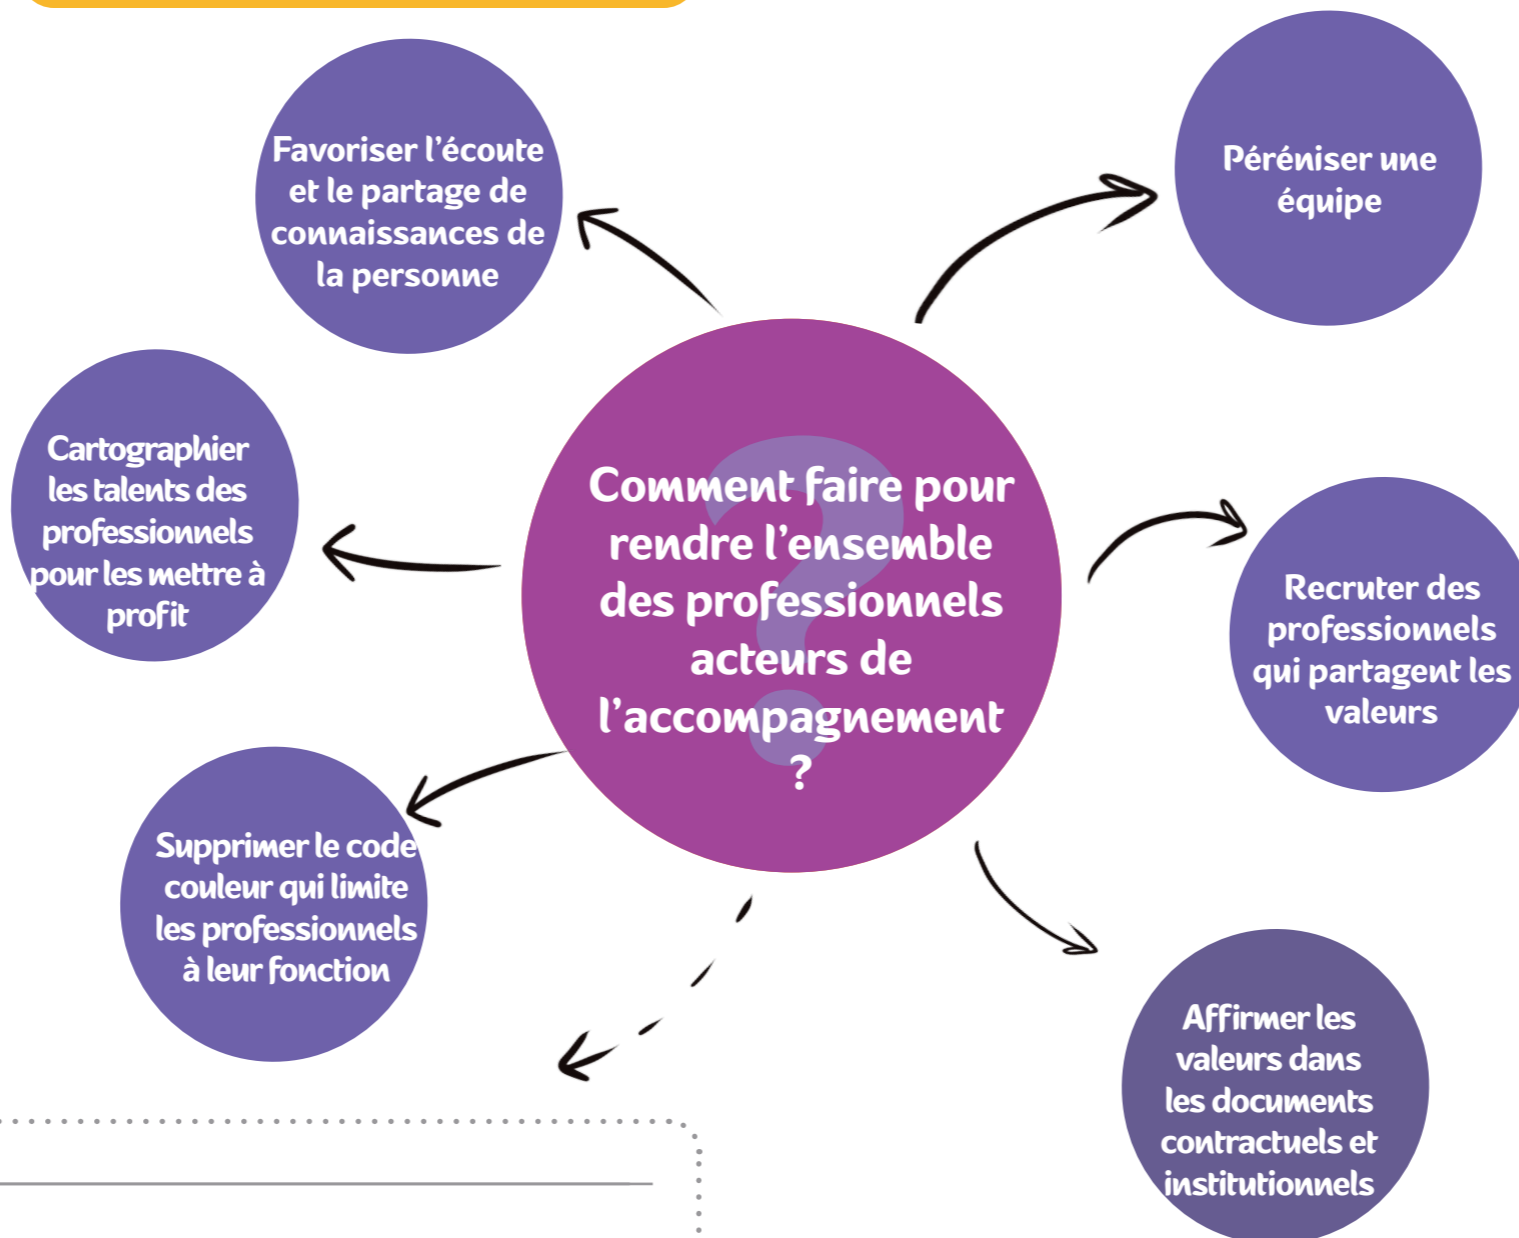 Favoriser l'écoute
et le partage de
connaissances de
la personne
Péréniser une
équipe
Cartographier
les talents des
professionnels
pour les mettre à
profit
Comment faire pour
rendre l'ensemble
des professionnels
acteurs de
l'accompagnement
?
Recruter des
professionnels
qui partagent les
valeurs
Supprimer le code
couleur qui limite
les professionnels
à leur fonction
Affirmer les
valeurs dans
les documents
contractuels et
institutionnels